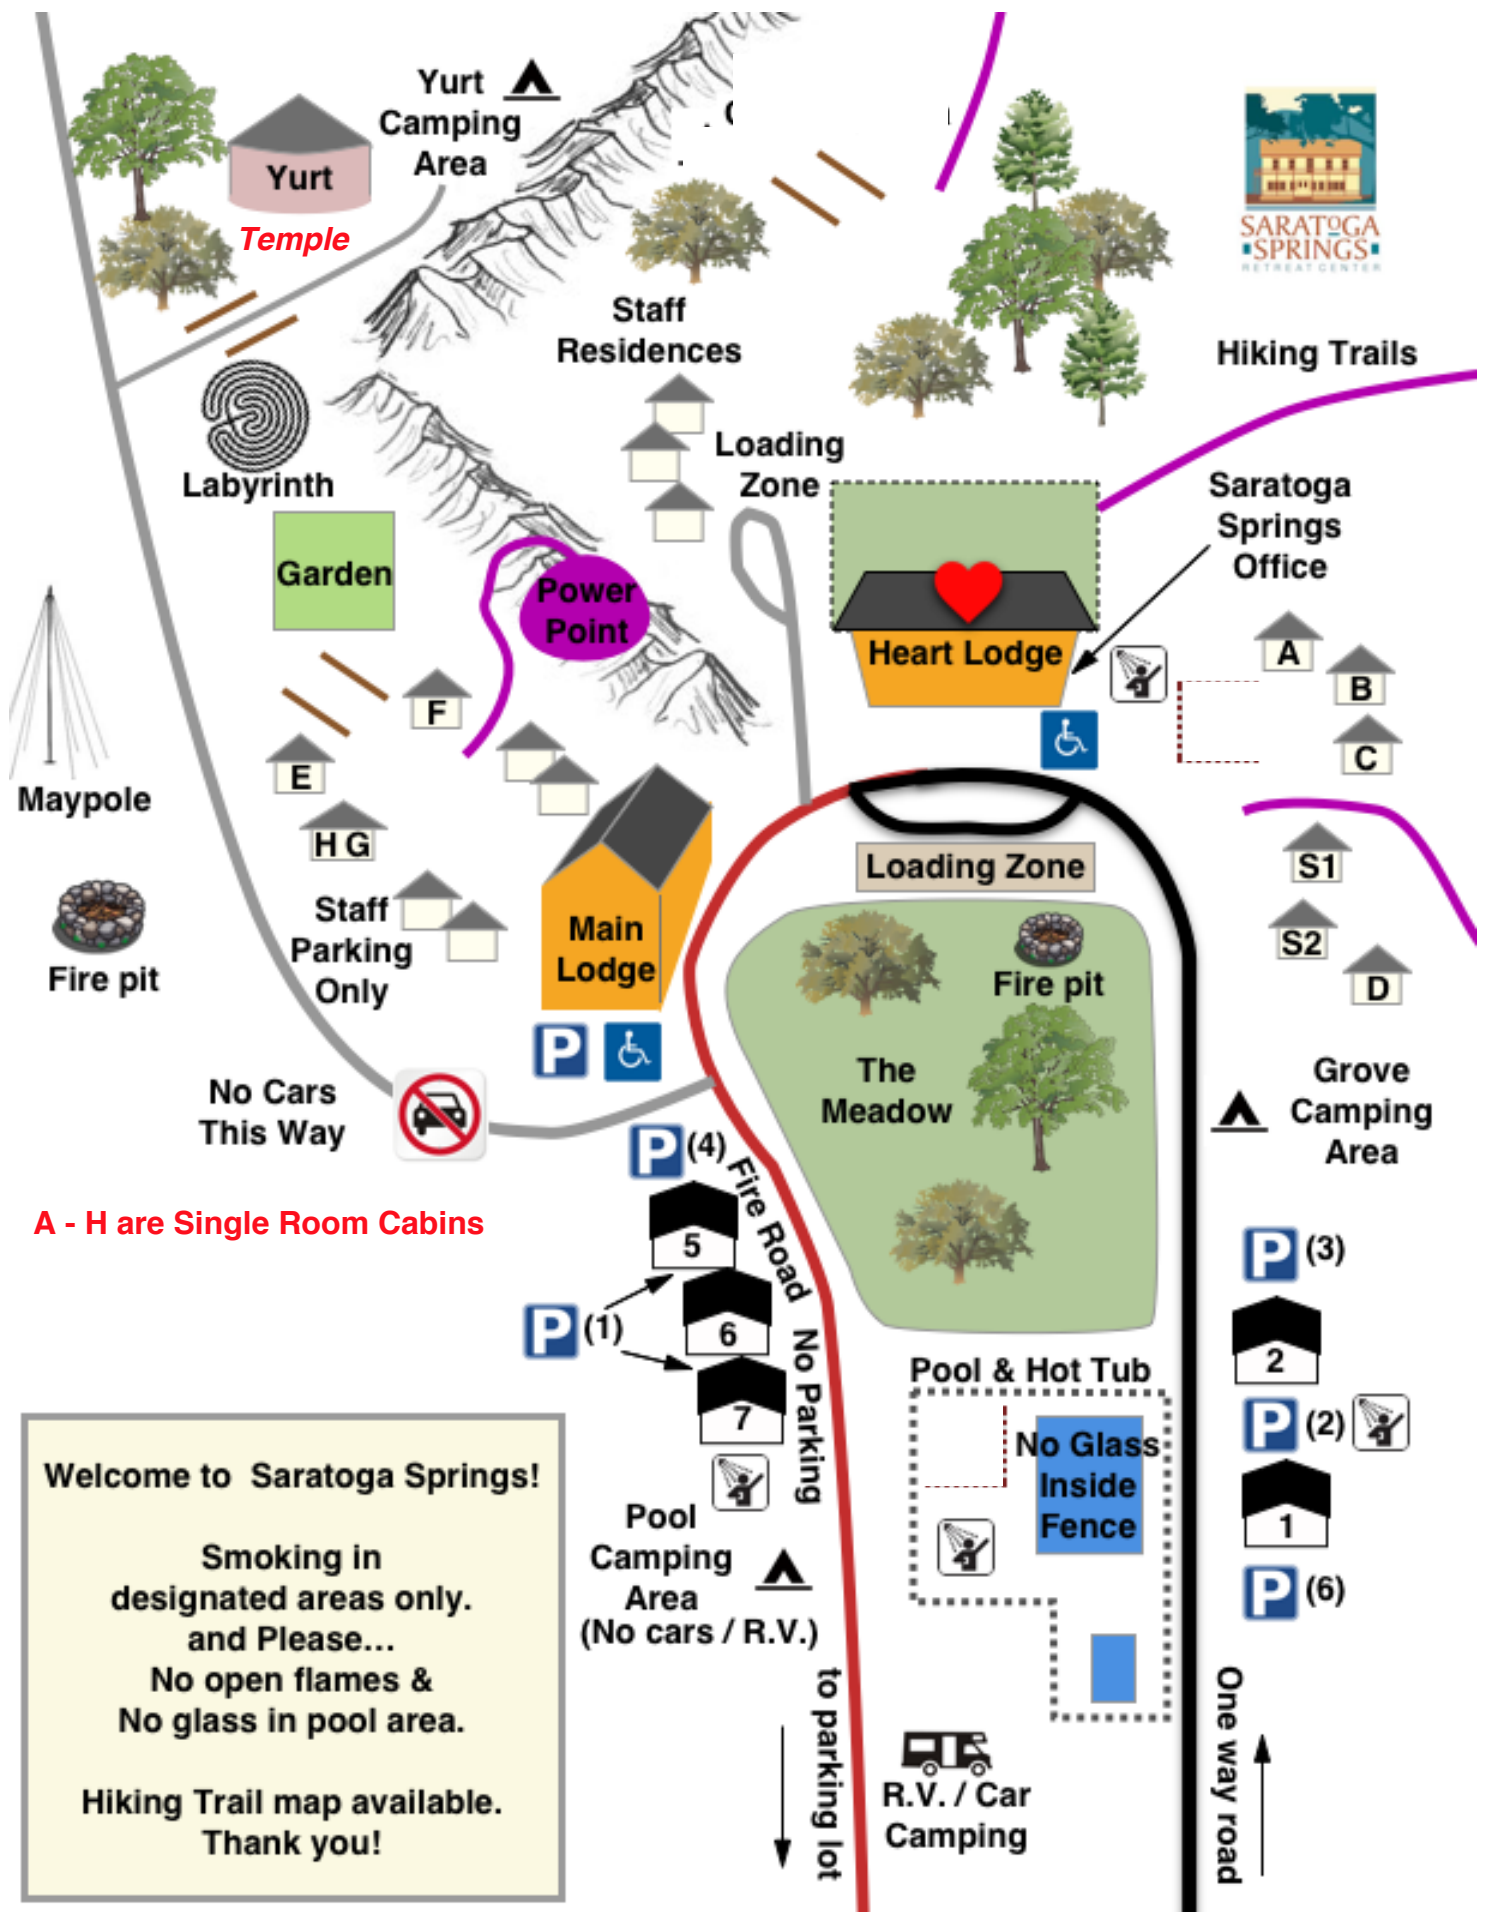 Yurt
Camping
Area
Yurt
Temple
SARATOGA
SPRINGS
RETREAT CENTER
Staff
Residences
Hiking Trails
Loading
Zone
Labyrinth
Saratoga
Springs
Office
Garden
Power
Point
Heart Lodge
A
B
C
F
E
H G
Maypole
Loading Zone
S1
S2
D
Staff
Parking
Only
Main
Lodge
Fire pit
Fire pit
P
The
Meadow
Grove
Camping
Area
No Cars
This Way
P (4)
Fire Road
A - H are Single Room Cabins
5
P (1)
6
7
No Parking
P (3)
2
P (2)
1
P (6)
Pool & Hot Tub
No Glass
Inside
Fence
Pool
Camping
Area
(No cars / R.V.)
to parking lot
R.V. / Car
Camping
One way road
Welcome to Saratoga Springs!
Smoking in
designated areas only.
and Please...
No open flames &
No glass in pool area.
Hiking Trail map available.
Thank you!